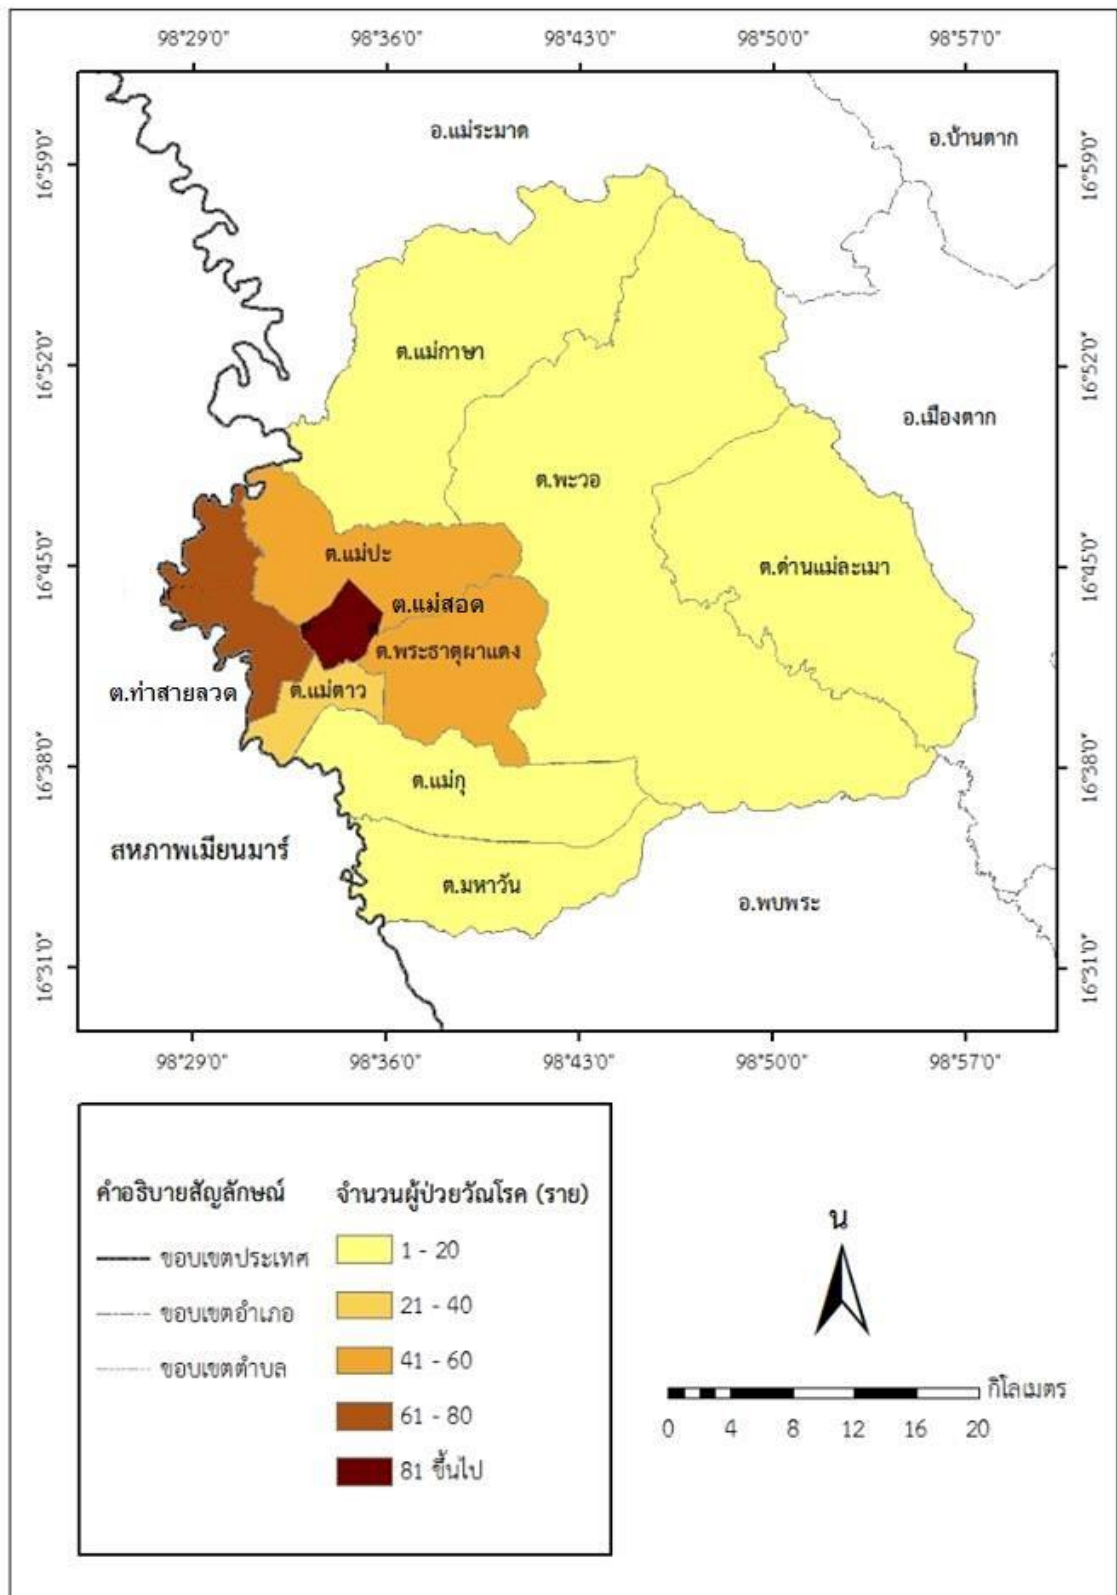 98°29'0" 98°36'0" 98°43'0" 98°50'0" 98°57'0"
อ.แม่ระมาด
อ.บ้านตาก
16°59'0" 16°59'0"
ต.แม่กาษา
16°52'0" 16°52'0"
อ.เมืองตาก
ต.พะวอ
ต.แม่ปะ
16°45'0" 16°45'0"
ต.ด่านแม่ละเมา
ต.แม่สอด
ต.พระธาตุผาแดง
ต.ท่าสายลวด
ต.แม่ตาว
16°38'0" 16°38'0"
ต.แม่กุ
สหภาพเมียนมาร์
ต.มหาวัน
อ.พบพระ
16°31'0" 16°31'0"
98°29'0" 98°36'0" 98°43'0" 98°50'0" 98°57'0"
คำอธิบายสัญลักษณ์
ขอบเขตประเทศ
ขอบเขตอำเภอ
ขอบเขตตำบล
จำนวนผู้ป่วยวัณโรค (ราย)
1 - 20
21 - 40
41 - 60
61 - 80
81 ขึ้นไป
น
กิโลเมตร
0 4 8 12 16 20